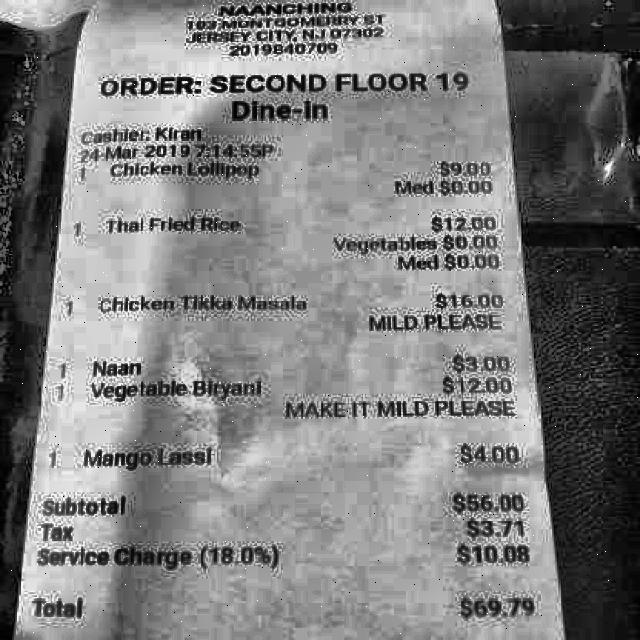 NAANCHING
103 MONTGOMERRY ST
JERSEY CITY, NJ 07302
2019840709
ORDER: SECOND FLOOR 19
Dine-In
Cashier: Kiran
24-Mar-2019 7:14:55P
1 Chicken Lollipop $9.00
Med $0.00
1 Thai Fried Rice $12.00
Vegetables $0.00
Med $0.00
1 Chicken Tikka Masala $16.00
MILD PLEASE
1 Naan $3.00
1 Vegetable Biryani $12.00
MAKE IT MILD PLEASE
1 Mango Lassi $4.00
Subtotal $56.00
Tax $3.71
Service Charge (18.0%) $10.08
Total $69.79